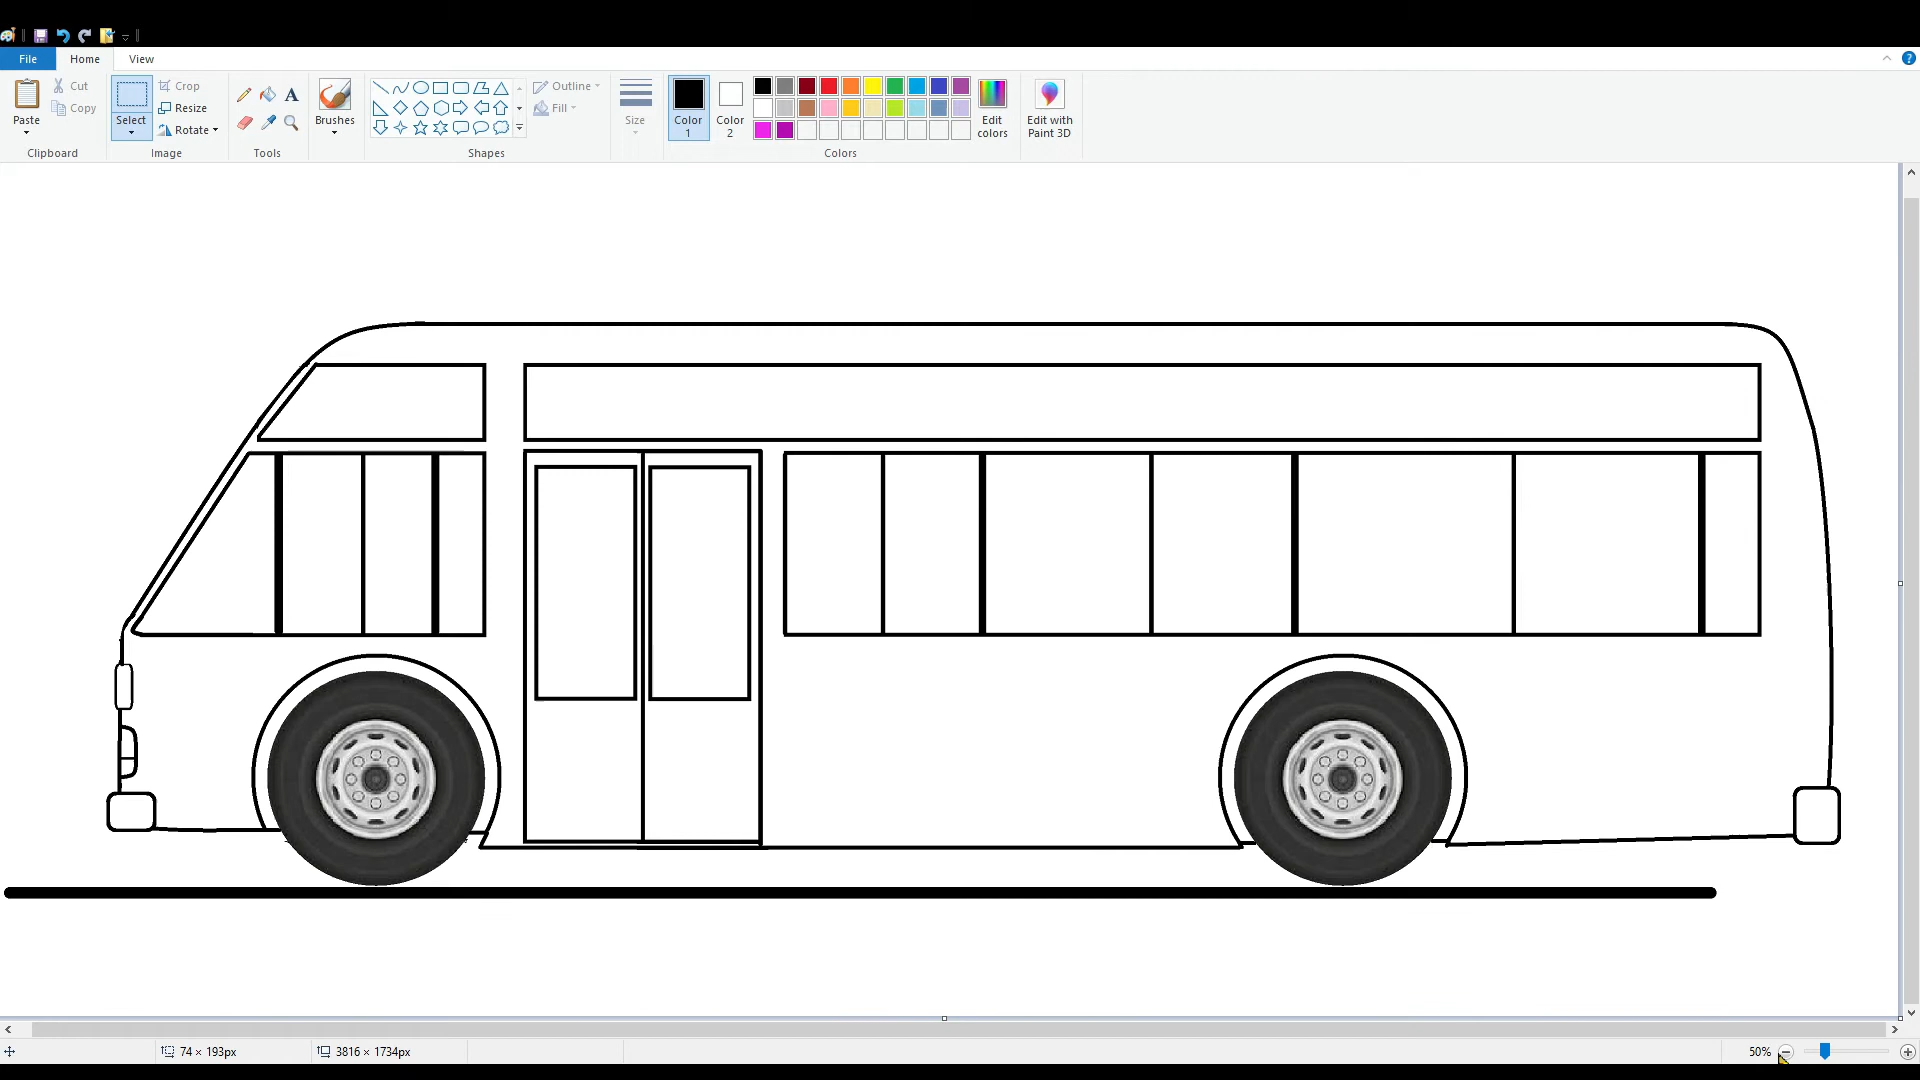 File Home View
Paste
Cut
Copy
Clipboard
Select
Crop
Resize
Rotate
Image
A
Tools
Brushes
Shapes
Outline
Fill
Size
Color 1
Color 2
Edit colors
Colors
Edit with Paint 3D
?
74 × 193px
3816 × 1734px
50%